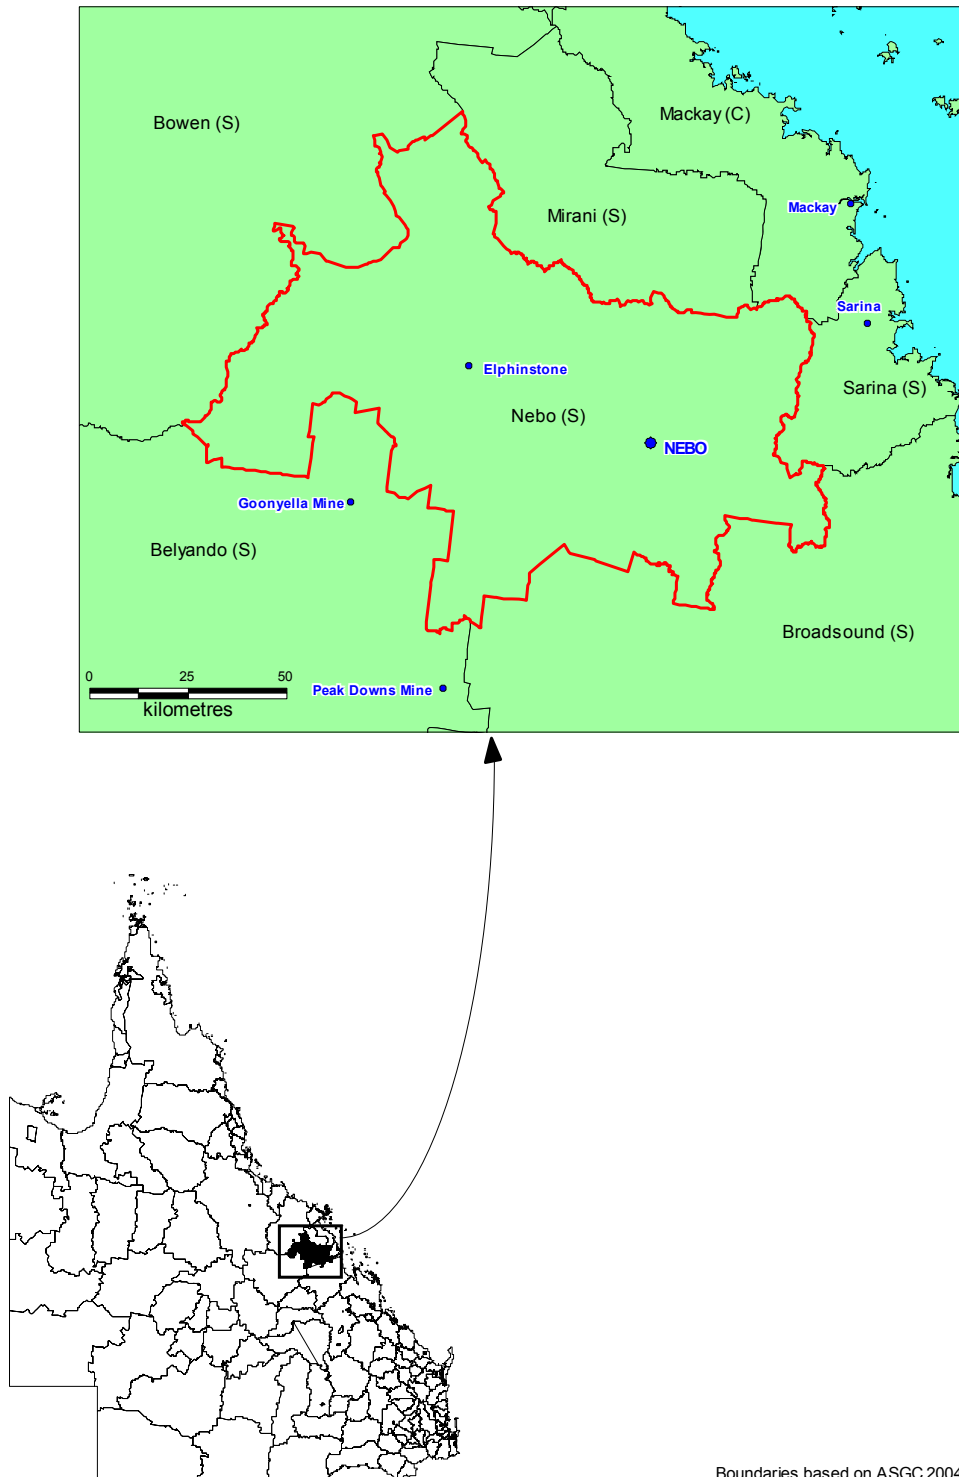 Bowen (S)
Mackay (C)
Mackay
Mirani (S)
Sarina
Elphinstone
Sarina (S)
Nebo (S)
NEBO
Goonyella Mine
Belyando (S)
Broadsound (S)
0 25 50
kilometres
Peak Downs Mine
Boundaries based on ASGC 2004